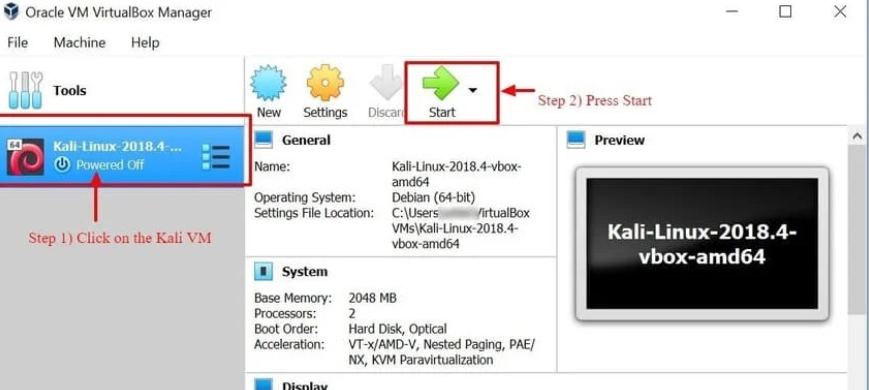 Oracle VM VirtualBox Manager
File Machine Help
Tools
New Settings Discar Start
Step 2) Press Start
64
Kali-Linux-2018.4-...
Powered Off
Step 1) Click on the Kali VM
General
Name: Kali-Linux-2018.4-vbox-
amd64
Operating System: Debian (64-bit)
Settings File Location: C:\Users VirtualBox
VMs\Kali-Linux-2018.4-
vbox-amd64
System
Base Memory: 2048 MB
Processors: 2
Boot Order: Hard Disk, Optical
Acceleration: VT-x/AMD-V, Nested Paging, PAE/
NX, KVM Paravirtualization
Display
Preview
Kali-Linux-2018.4-
vbox-amd64